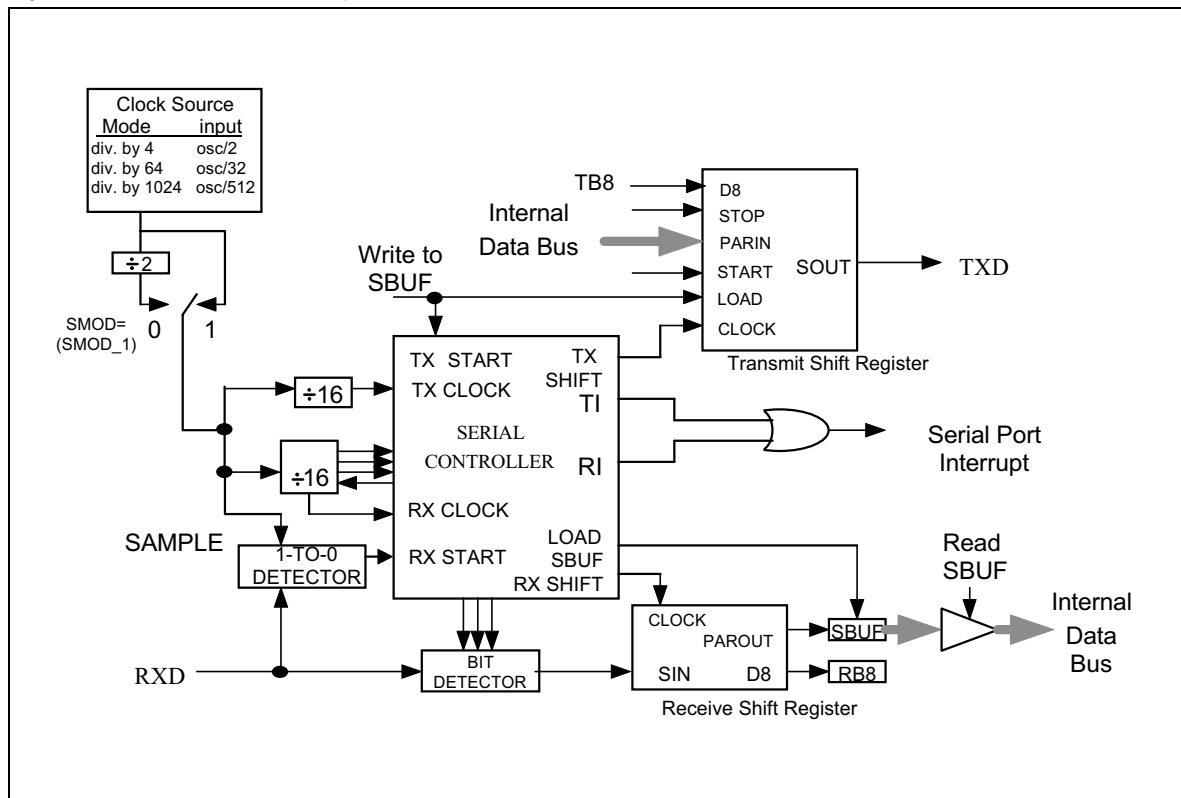 Clock Source
Mode input
div. by 4 osc/2
div. by 64 osc/32
div. by 1024 osc/512
÷2
SMOD=
(SMOD_1)
0 1
Write to
SBUF
TB8
Internal
Data Bus
D8
STOP
PARIN
START
LOAD
CLOCK
SOUT
TXD
Transmit Shift Register
÷16
÷16
TX START
TX CLOCK
SERIAL
CONTROLLER
RX CLOCK
RX START
TX
SHIFT
TI
RI
LOAD
SBUF
RX SHIFT
Serial Port
Interrupt
SAMPLE
1-TO-0
DETECTOR
RXD
BIT
DETECTOR
CLOCK
PAROUT
SIN D8
Receive Shift Register
SBUF
RB8
Read
SBUF
Internal
Data
Bus